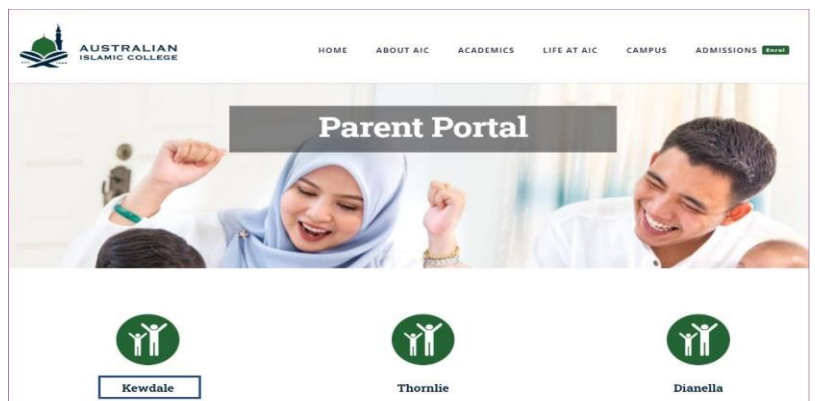 AUSTRALIAN
ISLAMIC COLLEGE
HOME ABOUT AIC ACADEMICS LIFE AT AIC CAMPUS ADMISSIONS Enrol
Parent Portal
Kewdale Thornlie Dianella